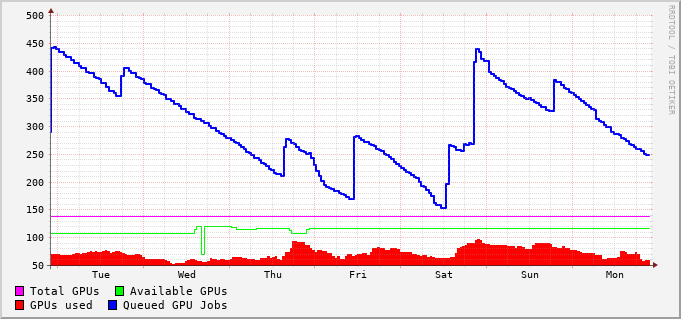 500
450
400
350
300
250
200
150
100
50
Tue Wed Thu Fri Sat Sun Mon
Total GPUs Available GPUs
GPUs used Queued GPU Jobs
RRDTOOL / TOBI OETIKER